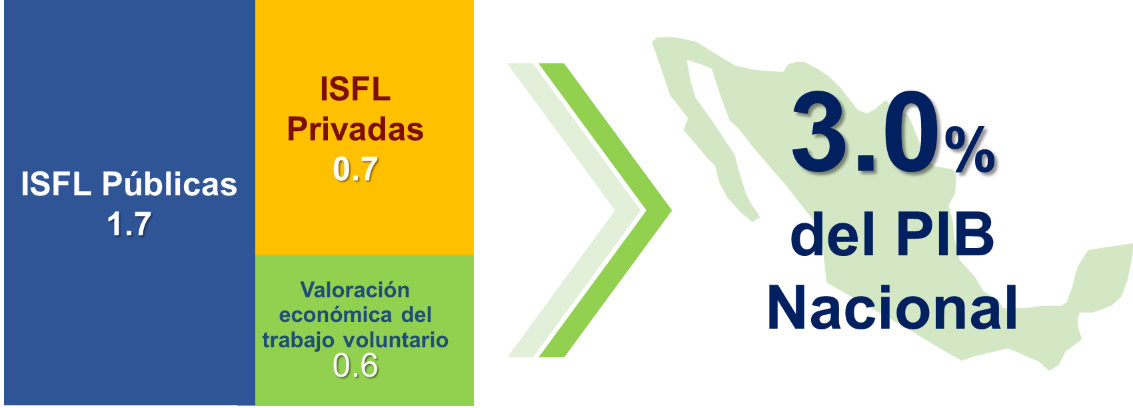 ISFL Públicas
1.7
ISFL
Privadas
0.7
Valoración
económica del
trabajo voluntario
0.6
3.0%
del PIB
Nacional